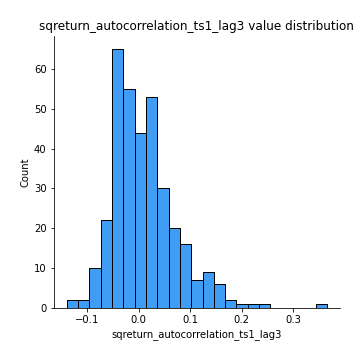 sqreturn_autocorrelation_ts1_lag3 value distribution
60
50
40
30
20
10
0
Count
−0.1 0.0 0.1 0.2 0.3
sqreturn_autocorrelation_ts1_lag3